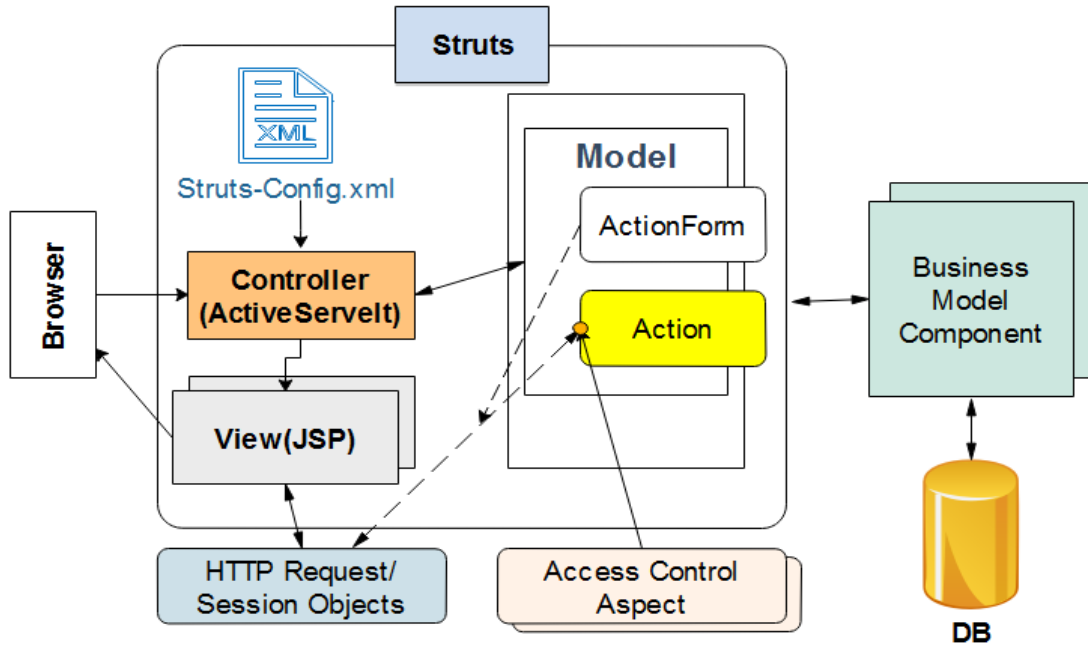 Struts
XML
Struts-Config.xml
Model
ActionForm
Browser
Controller
(ActiveServelt)
Action
Business
Model
Component
View(JSP)
HTTP Request/
Session Objects
Access Control
Aspect
DB